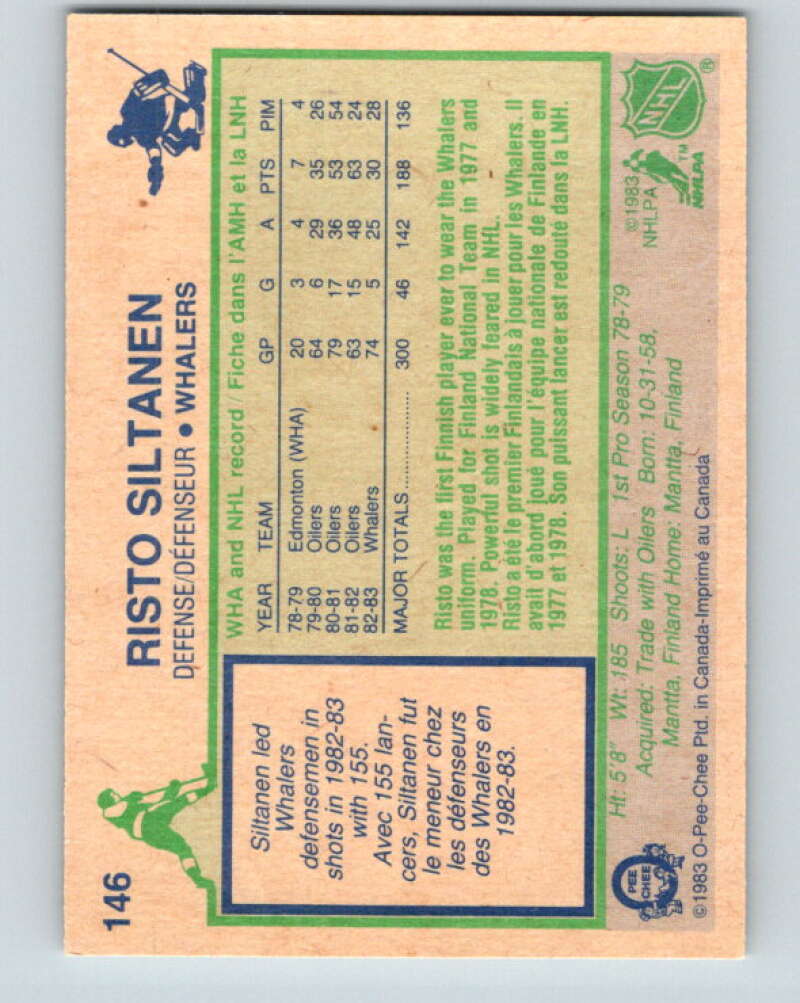 146
RISTO SILTANEN
DEFENSE/DÉFENSEUR • WHALERS
Siltanen led
Whalers
defensemen in
shots in 1982-83
with 155.
Avec 155 lan-
cers, Siltanen fut
le meneur chez
les défenseurs
des Whalers en
1982-83.
WHA and NHL record / Fiche dans l'AMH et la LNH
YEAR TEAM GP G A PTS PIM
78-79 Edmonton (WHA) 20 3 4 7 4
79-80 Oilers 64 6 29 35 26
80-81 Oilers 79 17 36 53 54
81-82 Oilers 63 15 48 63 24
82-83 Whalers 74 5 25 30 28
MAJOR TOTALS .................. 300 46 142 188 136
Risto was the first Finnish player ever to wear the Whalers
uniform. Played for Finland National Team in 1977 and
1978. Powerful shot is widely feared in NHL.
Risto a été le premier Finlandais à jouer pour les Whalers. Il
avait d'abord joué pour l'équipe nationale de Finlande en
1977 et 1978. Son puissant lancer est redouté dans la LNH.
Ht: 5'8" Wt: 185 Shoots: L 1st Pro Season 78-79
Acquired: Trade with Oilers Born: 10-31-58,
Mantta, Finland Home: Mantta, Finland
©1983 O-Pee-Chee Ptd. in Canada-Imprimé au Canada
O
PEE
CHEE
©1983
NHLPA
NHLPA™
NHL®